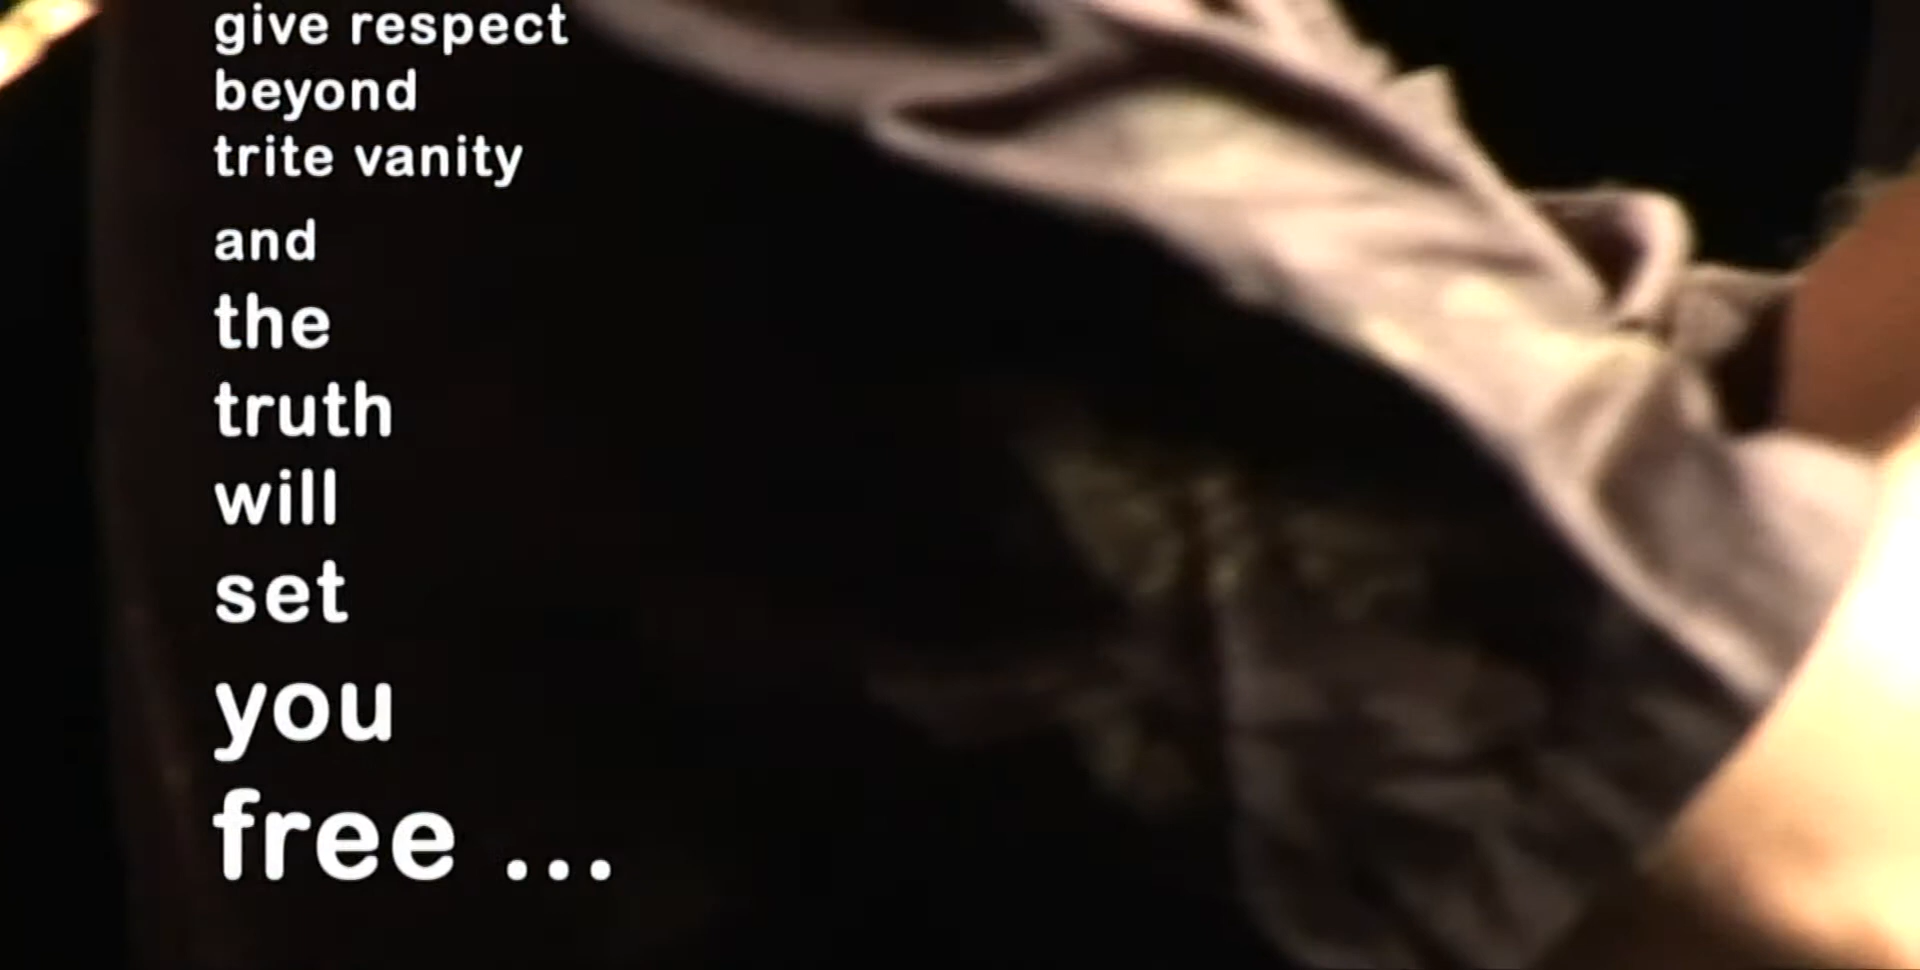 give respect
beyond
trite vanity
and
the
truth
will
set
you
free ...